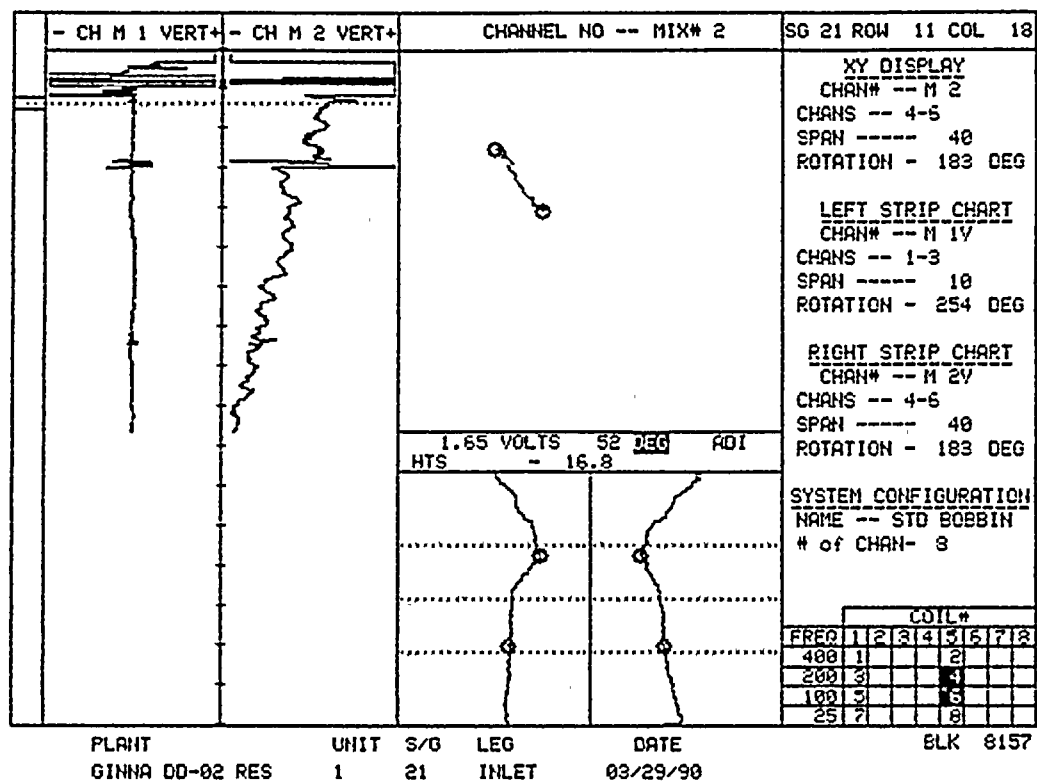 - CH M 1 VERT+
- CH M 2 VERT+
CHANNEL NO -- MIX# 2
SG 21 ROW 11 COL 18
XY DISPLAY
CHAN# -- M 2
CHANS -- 4-6
SPAN ----- 40
ROTATION - 183 DEG
LEFT STRIP CHART
CHAN# -- M 1V
CHANS -- 1-3
SPAN ----- 10
ROTATION - 254 DEG
RIGHT STRIP CHART
CHAN# -- M 2V
CHANS -- 4-6
SPAN ----- 40
ROTATION - 183 DEG
1.65 VOLTS 52 DEG ADI
HTS - 16.8
SYSTEM CONFIGURATION
NAME -- STD BOBBIN
# of CHAN- 8
COIL#
FREQ 1 2 3 4 5 6 7 8
400 1 2
200 3 4
100 5 6
25 7 8
PLANT UNIT S/G LEG DATE BLK 8157
GINNA DD-02 RES 1 21 INLET 03/29/90